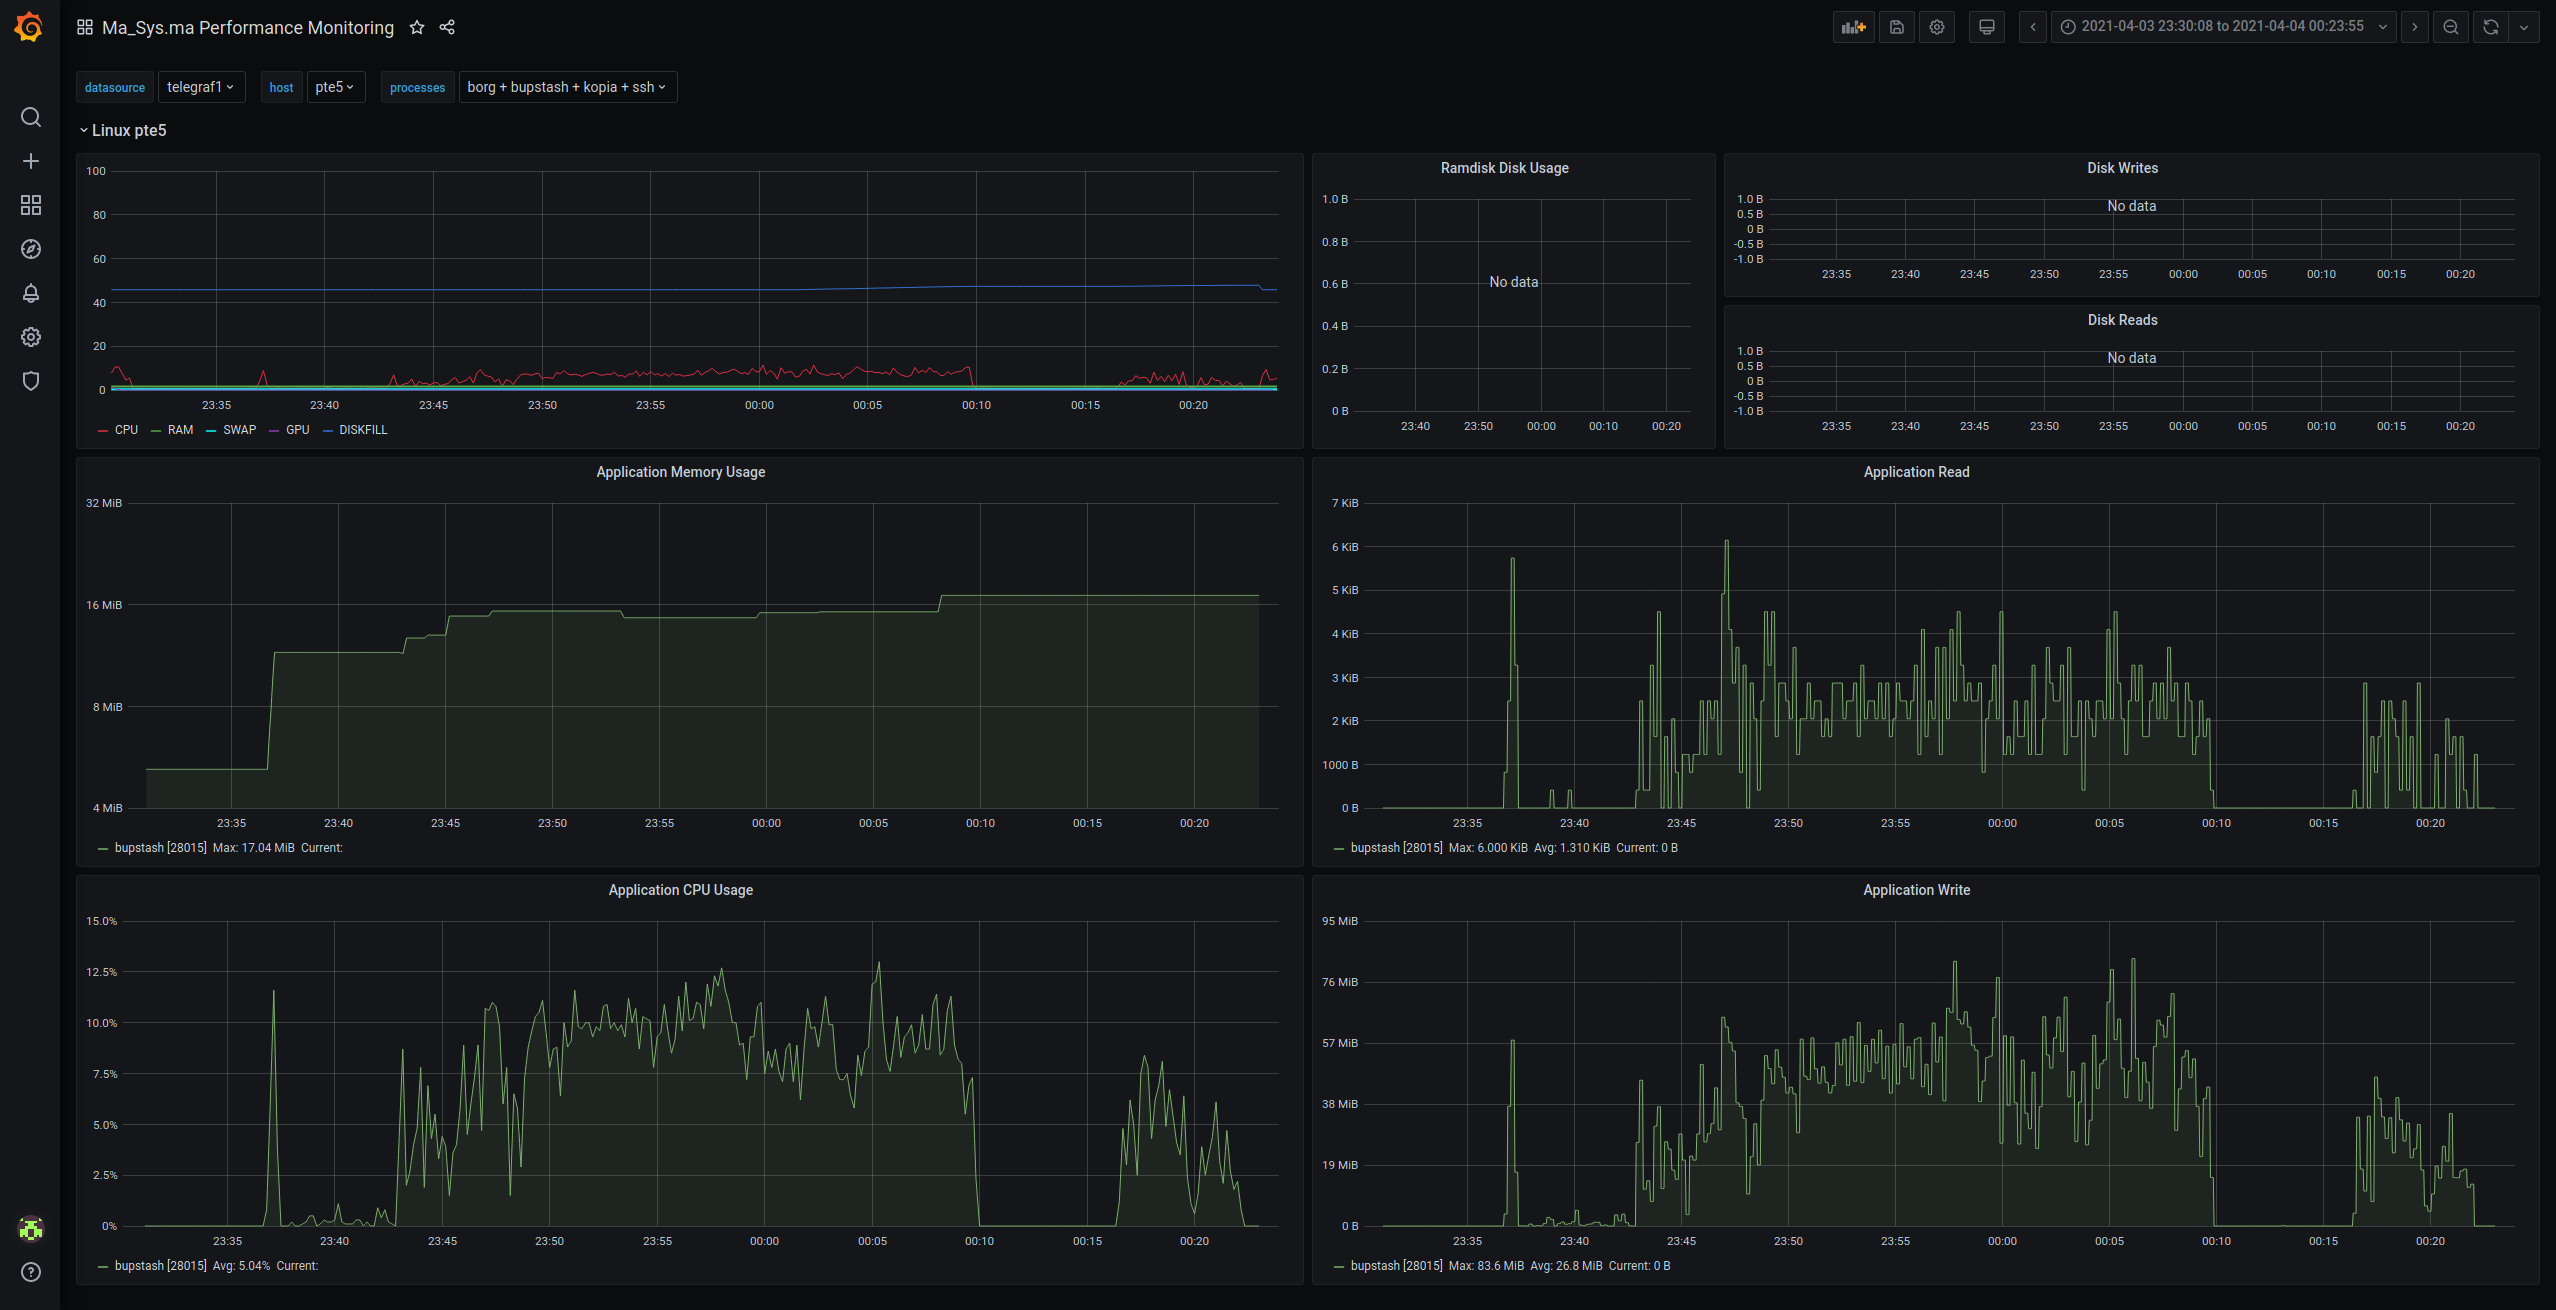 Ma_Sys.ma Performance Monitoring
2021-04-03 23:30:08 to 2021-04-04 00:23:55
datasource telegraf1 host pte5 processes borg + bupstash + kopia + ssh
Linux pte5
100
80
60
40
20
0
23:35 23:40 23:45 23:50 23:55 00:00 00:05 00:10 00:15 00:20
CPU RAM SWAP GPU DISKFILL
Ramdisk Disk Usage
1.0 B
0.8 B
0.6 B
0.4 B
0.2 B
0 B
No data
23:40 23:50 00:00 00:10 00:20
Disk Writes
1.0 B
0.5 B
0 B
-0.5 B
-1.0 B
No data
23:35 23:40 23:45 23:50 23:55 00:00 00:05 00:10 00:15 00:20
Disk Reads
1.0 B
0.5 B
0 B
-0.5 B
-1.0 B
No data
23:35 23:40 23:45 23:50 23:55 00:00 00:05 00:10 00:15 00:20
Application Memory Usage
32 MiB
16 MiB
8 MiB
4 MiB
23:35 23:40 23:45 23:50 23:55 00:00 00:05 00:10 00:15 00:20
bupstash [28015] Max: 17.04 MiB Current:
Application Read
7 KiB
6 KiB
5 KiB
4 KiB
3 KiB
2 KiB
1000 B
0 B
23:35 23:40 23:45 23:50 23:55 00:00 00:05 00:10 00:15 00:20
bupstash [28015] Max: 6.000 KiB Avg: 1.310 KiB Current: 0 B
Application CPU Usage
15.0%
12.5%
10.0%
7.5%
5.0%
2.5%
0%
23:35 23:40 23:45 23:50 23:55 00:00 00:05 00:10 00:15 00:20
bupstash [28015] Avg: 5.04% Current:
Application Write
95 MiB
76 MiB
57 MiB
38 MiB
19 MiB
0 B
23:35 23:40 23:45 23:50 23:55 00:00 00:05 00:10 00:15 00:20
bupstash [28015] Max: 83.6 MiB Avg: 26.8 MiB Current: 0 B